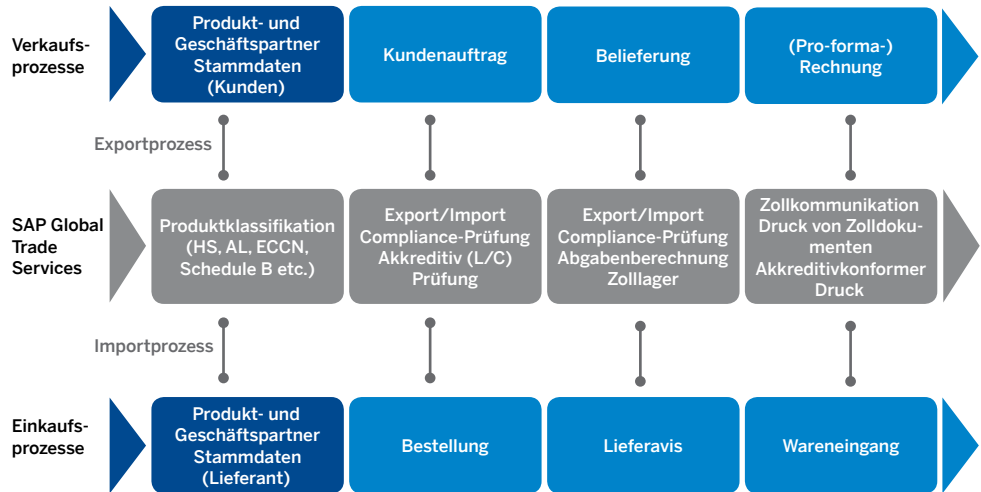 Verkaufs-
prozesse
Produkt- und
Geschäftspartner
Stammdaten
(Kunden)
Kundenauftrag
Belieferung
(Pro-forma-)
Rechnung
Exportprozess
SAP Global
Trade
Services
Produktklassifikation
(HS, AL, ECCN,
Schedule B etc.)
Export/Import
Compliance-Prüfung
Akkreditiv (L/C)
Prüfung
Export/Import
Compliance-Prüfung
Abgabenberechnung
Zolllager
Zollkommunikation
Druck von Zolldoku-
menten
Akkreditivkonformer
Druck
Importprozess
Einkaufs-
prozesse
Produkt- und
Geschäftspartner
Stammdaten
(Lieferant)
Bestellung
Lieferavis
Wareneingang